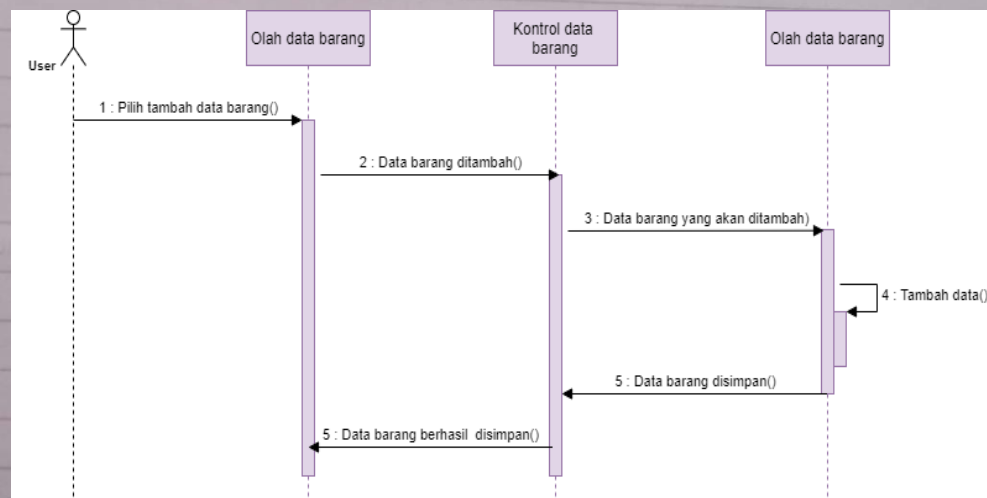 User
Olah data barang
Kontrol data
barang
Olah data barang
1 : Pilih tambah data barang()
2 : Data barang ditambah()
3 : Data barang yang akan ditambah)
4 : Tambah data()
5 : Data barang disimpan()
5 : Data barang berhasil disimpan()